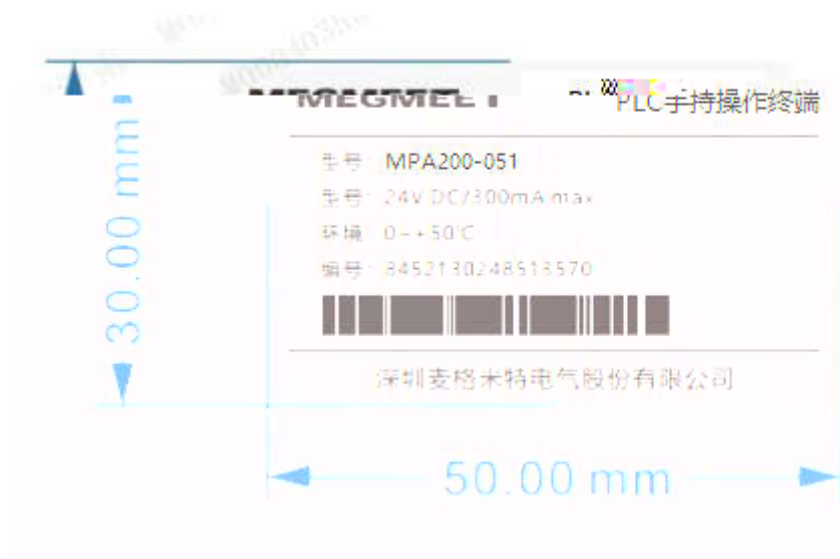 MEGMEET
PLC手持操作终端
型号: MPA200-051
型号: 24V DC/300mA max
环境: 0~+50℃
编号: 8452130248513570
深圳麦格米特电气股份有限公司
30.00 mm
50.00 mm